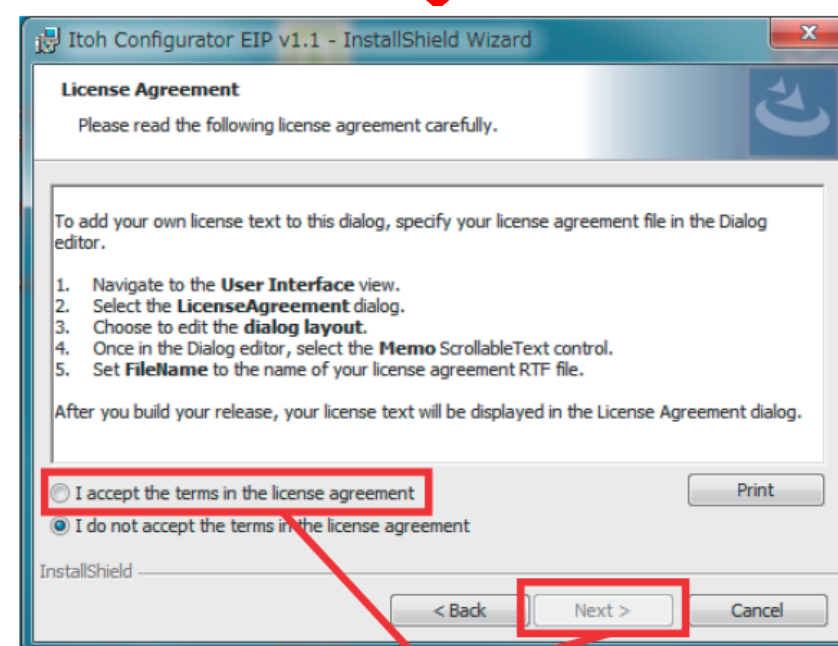 Itoh Configurator EIP v1.1 - InstallShield Wizard
License Agreement
Please read the following license agreement carefully.
To add your own license text to this dialog, specify your license agreement file in the Dialog
editor.
1. Navigate to the User Interface view.
2. Select the LicenseAgreement dialog.
3. Choose to edit the dialog layout.
4. Once in the Dialog editor, select the Memo ScrollableText control.
5. Set FileName to the name of your license agreement RTF file.
After you build your release, your license text will be displayed in the License Agreement dialog.
I accept the terms in the license agreement
Print
I do not accept the terms in the license agreement
InstallShield
< Back
Next >
Cancel